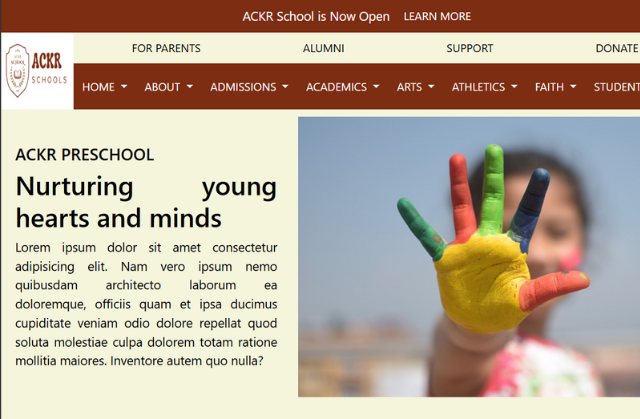 ACKR School is Now Open LEARN MORE
ACKR
SCHOOLS
FOR PARENTS ALUMNI SUPPORT DONATE
HOME ABOUT ADMISSIONS ACADEMICS ARTS ATHLETICS FAITH STUDENT
ACKR PRESCHOOL
Nurturing young
hearts and minds
Lorem ipsum dolor sit amet consectetur
adipisicing elit. Nam vero ipsum nemo
quibusdam architecto laborum ea
doloremque, officiis quam et ipsa ducimus
cupiditate veniam odio dolore repellat quod
soluta molestiae culpa dolorem totam ratione
mollitia maiores. Inventore autem quo nulla?